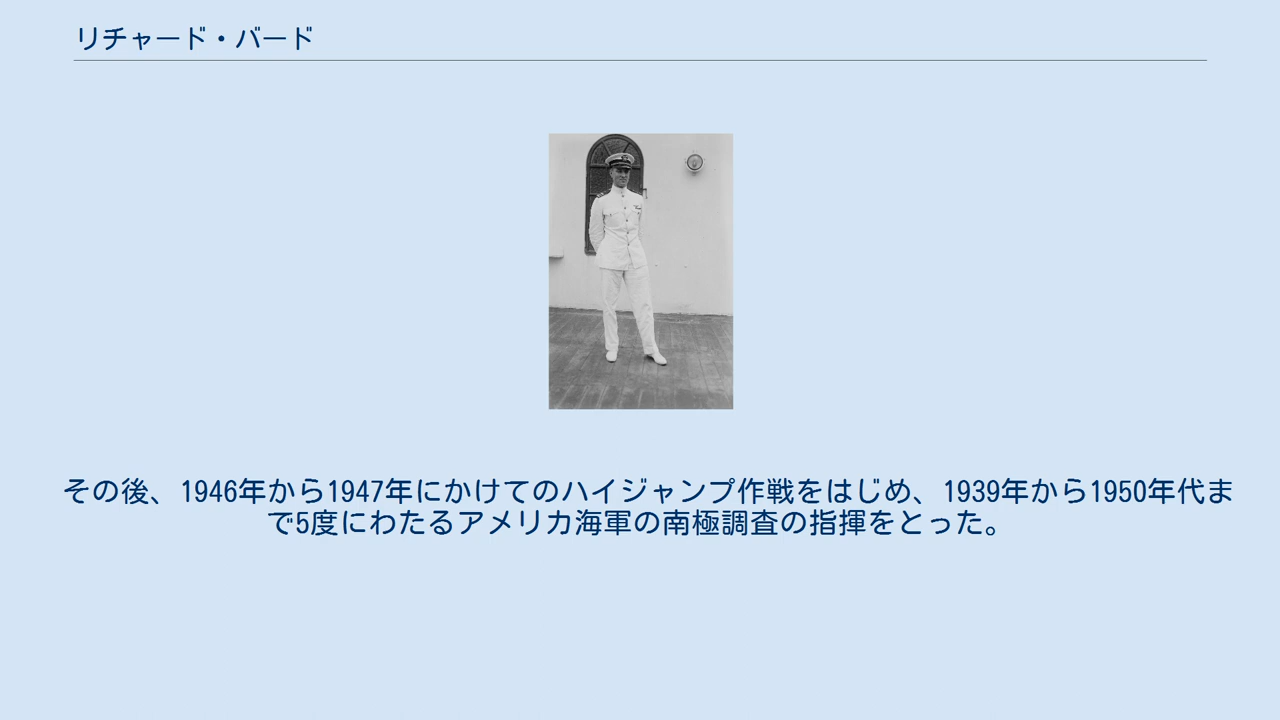 リチャード・バード
その後、1946年から1947年にかけてのハイジャンプ作戦をはじめ、1939年から1950年代ま
で5度にわたるアメリカ海軍の南極調査の指揮をとった。